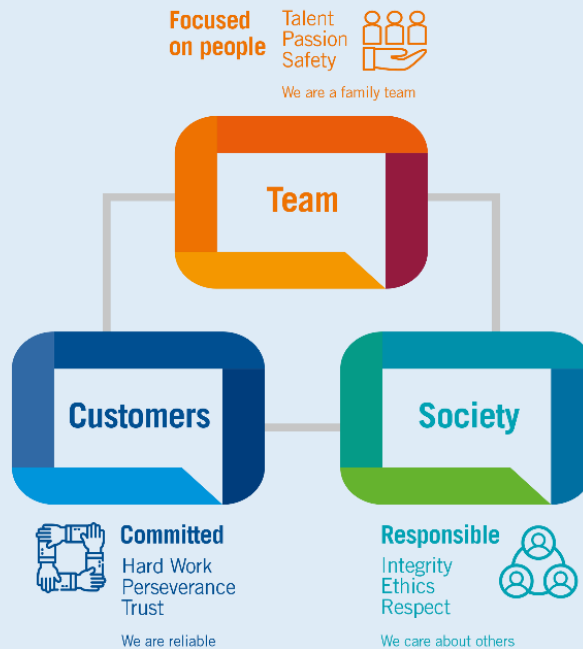 Focused
on people
Talent
Passion
Safety
We are a family team
Team
Customers
Society
Committed
Hard Work
Perseverance
Trust
We are reliable
Responsible
Integrity
Ethics
Respect
We care about others